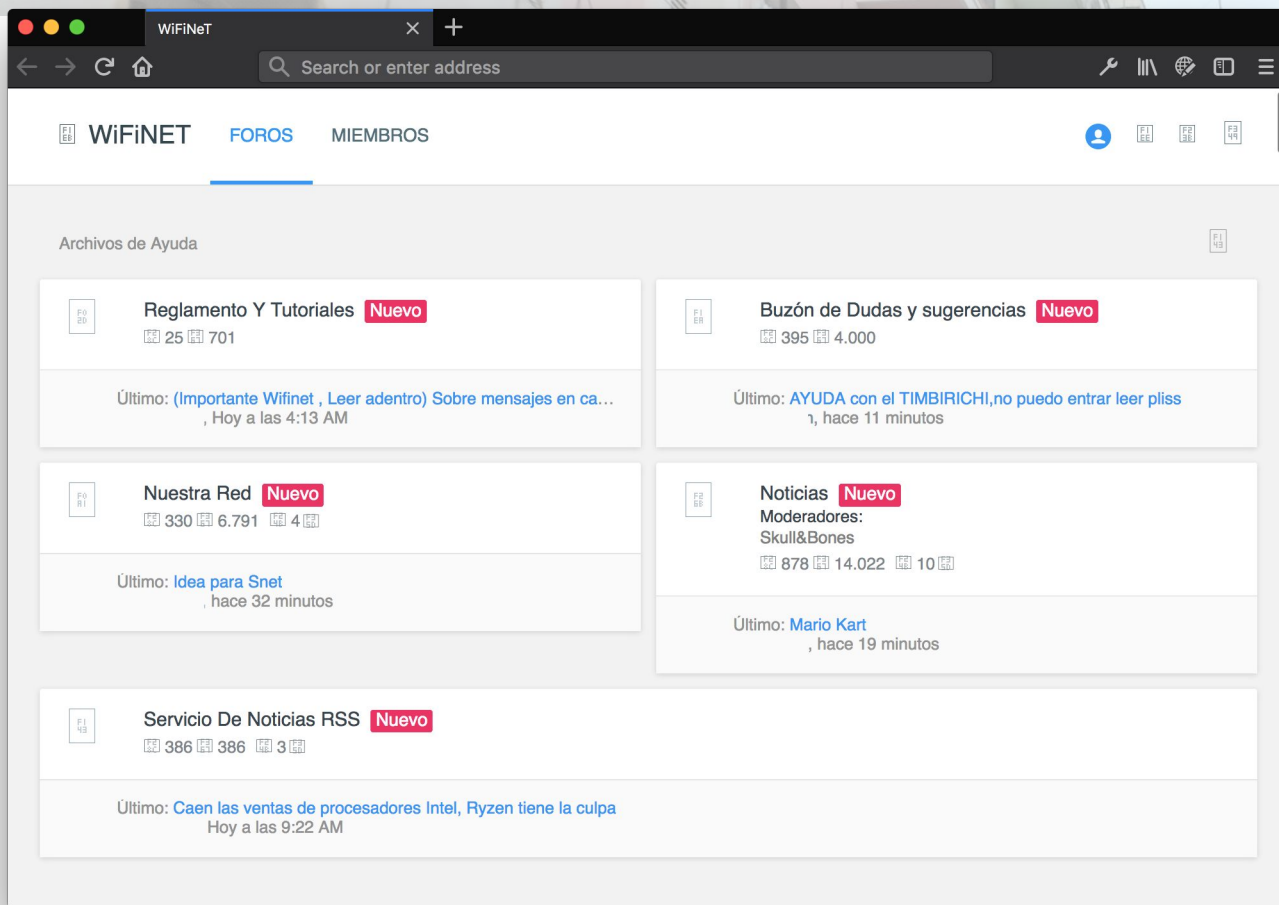 WiFiNeT
Search or enter address
WiFiNET FOROS MIEMBROS
Archivos de Ayuda
Reglamento Y Tutoriales Nuevo
25 701
Último: (Importante Wifinet , Leer adentro) Sobre mensajes en ca…
, Hoy a las 4:13 AM
Buzón de Dudas y sugerencias Nuevo
395 4.000
Último: AYUDA con el TIMBIRICHI,no puedo entrar leer pliss
, hace 11 minutos
Nuestra Red Nuevo
330 6.791 4
Último: Idea para Snet
, hace 32 minutos
Noticias Nuevo
Moderadores:
Skull&Bones
878 14.022 10
Último: Mario Kart
, hace 19 minutos
Servicio De Noticias RSS Nuevo
386 386 3
Último: Caen las ventas de procesadores Intel, Ryzen tiene la culpa
Hoy a las 9:22 AM